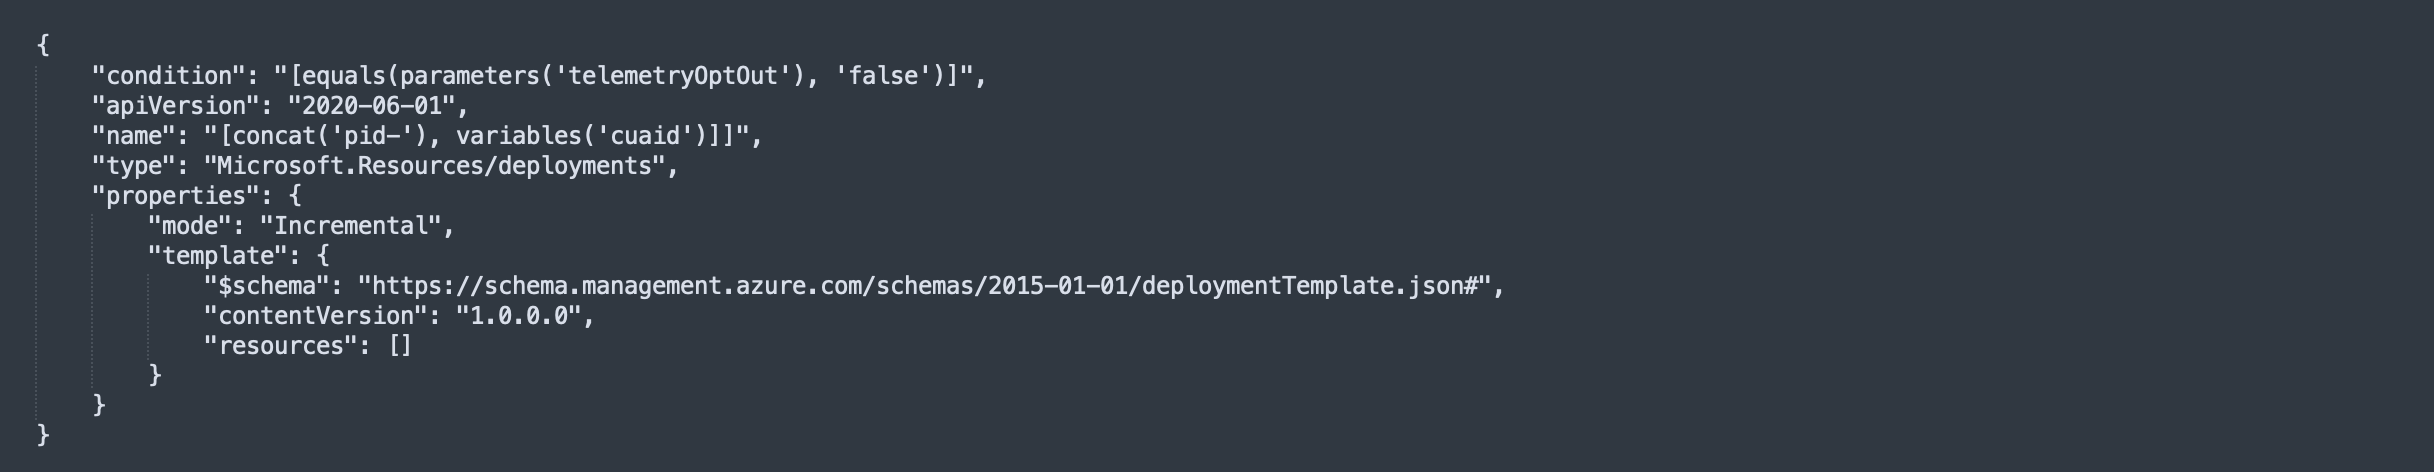 {
    "condition": "[equals(parameters('telemetryOptOut'), 'false')]",
    "apiVersion": "2020-06-01",
    "name": "[concat('pid-'), variables('cuaid')]]",
    "type": "Microsoft.Resources/deployments",
    "properties": {
        "mode": "Incremental",
        "template": {
            "$schema": "https://schema.management.azure.com/schemas/2015-01-01/deploymentTemplate.json#",
            "contentVersion": "1.0.0.0",
            "resources": []
        }
    }
}